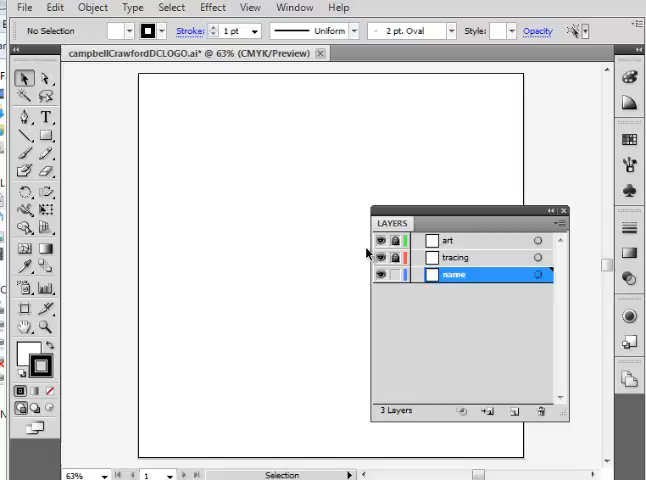 File Edit Object Type Select Effect View Window Help
No Selection Stroke: 1 pt Uniform 2 pt. Oval Style: Opacity
campbellCrawfordDCLOGO.ai* @ 63% (CMYK/Preview)
LAYERS
art
tracing
name
3 Layers
63% 1 Selection